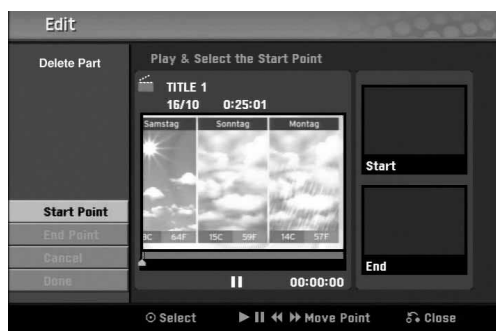 Edit
Delete Part
Play & Select the Start Point
TITLE 1
16/10 0:25:01
Samstag Sonntag Montag
64F 15C 59F 14C 57F
Start
Start Point
End Point
Cancel
Done
End
00:00:00
Select Move Point Close